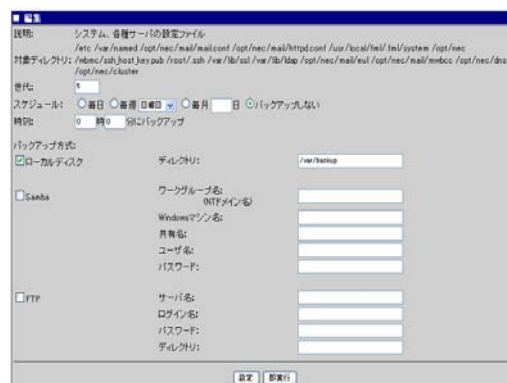 ■ 編集
説明: システム、各種サーバの設定ファイル
/etc /var/named /opt/nec/mail/mail.conf /opt/nec/mail/httpd.conf /usr/local/fml/.fml/system /opt/nec
対象ディレクトリ: /wbmc/ssh_host_key.pub /root/.ssh /var/lib/ssl /var/lib/ldap /opt/nec/mail/eul /opt/nec/mail/mwbcs /opt/nec/dns
/opt/nec/cluster
世代: 5
スケジュール: 毎日 毎週 日曜日 毎月 日 バックアップしない
時刻: 0 時 0 分にバックアップ
バックアップ方式:
ローカルディスク ディレクトリ: /var/backup
Samba ワークグループ名:
(NTドメイン名)
Windowsマシン名:
共有名:
ユーザ名:
パスワード:
FTP サーバ名:
ログイン名:
パスワード:
ディレクトリ:
設定 即実行